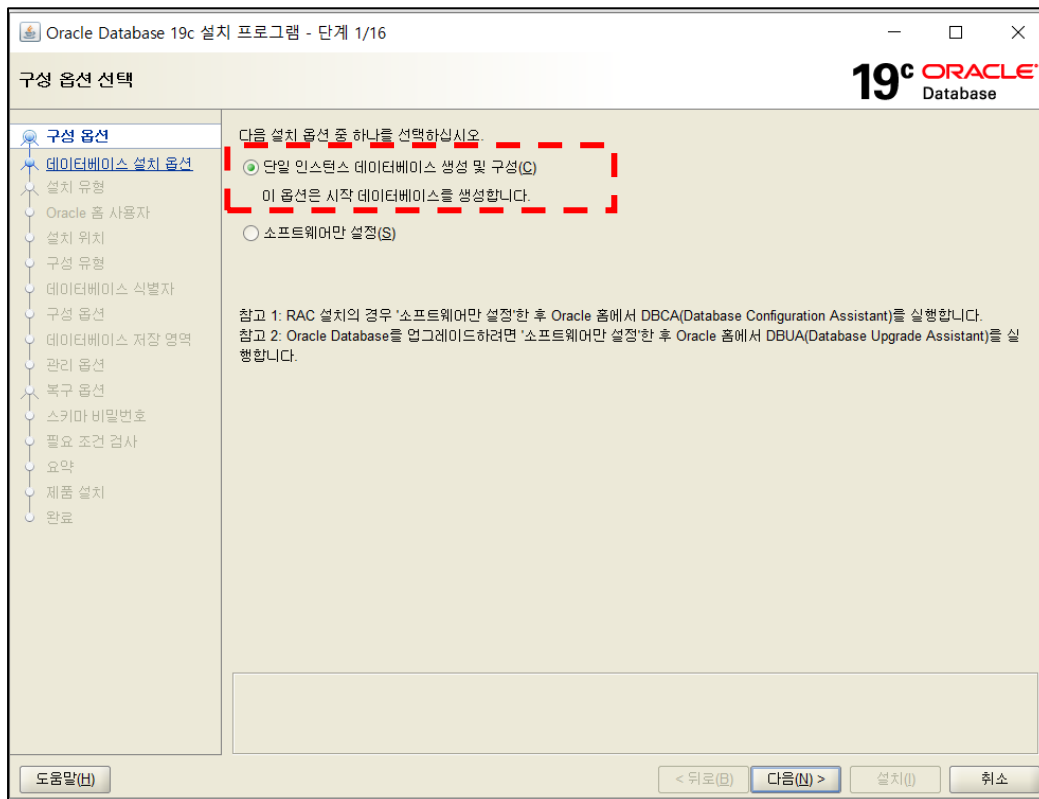 Oracle Database 19c 설치 프로그램 - 단계 1/16
구성 옵션 선택
19c ORACLE
Database
구성 옵션
데이터베이스 설치 옵션
설치 유형
Oracle 홈 사용자
설치 위치
구성 유형
데이터베이스 식별자
구성 옵션
데이터베이스 저장 영역
관리 옵션
복구 옵션
스키마 비밀번호
필요 조건 검사
요약
제품 설치
완료
다음 설치 옵션 중 하나를 선택하십시오.
단일 인스턴스 데이터베이스 생성 및 구성(C)
이 옵션은 시작 데이터베이스를 생성합니다.
소프트웨어만 설정(S)
참고 1: RAC 설치의 경우 '소프트웨어만 설정'한 후 Oracle 홈에서 DBCA(Database Configuration Assistant)를 실행합니다.
참고 2: Oracle Database를 업그레이드하려면 '소프트웨어만 설정'한 후 Oracle 홈에서 DBUA(Database Upgrade Assistant)를 실
행합니다.
도움말(H)
< 뒤로(B)
다음(N) >
설치(I)
취소